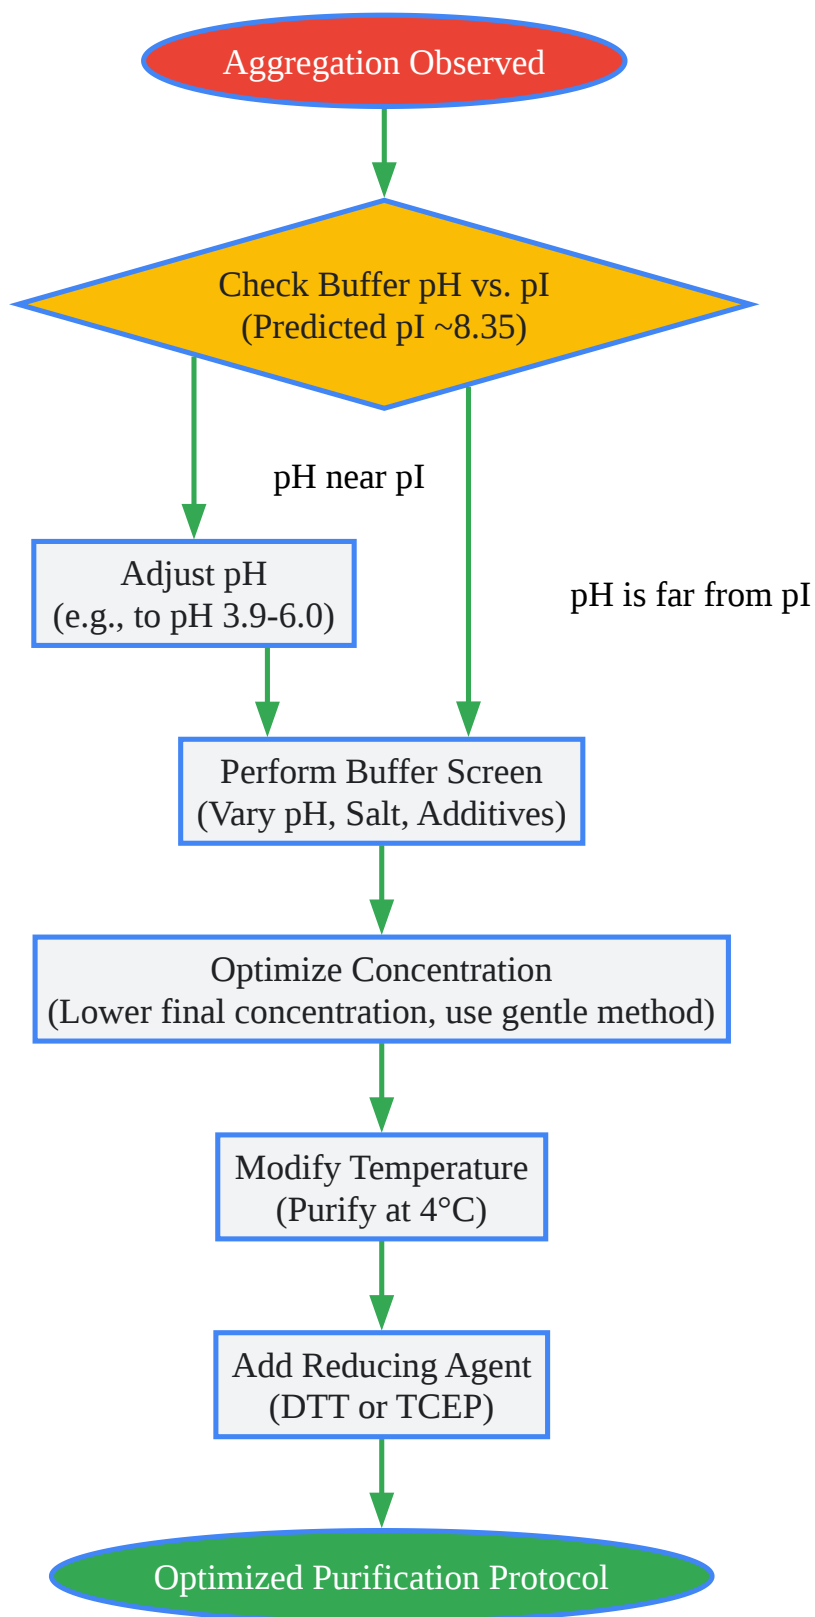 Aggregation Observed
Check Buffer pH vs. pI
(Predicted pI ~8.35)
pH near pI
Adjust pH
(e.g., to pH 3.9-6.0)
pH is far from pI
Perform Buffer Screen
(Vary pH, Salt, Additives)
Optimize Concentration
(Lower final concentration, use gentle method)
Modify Temperature
(Purify at 4°C)
Add Reducing Agent
(DTT or TCEP)
Optimized Purification Protocol